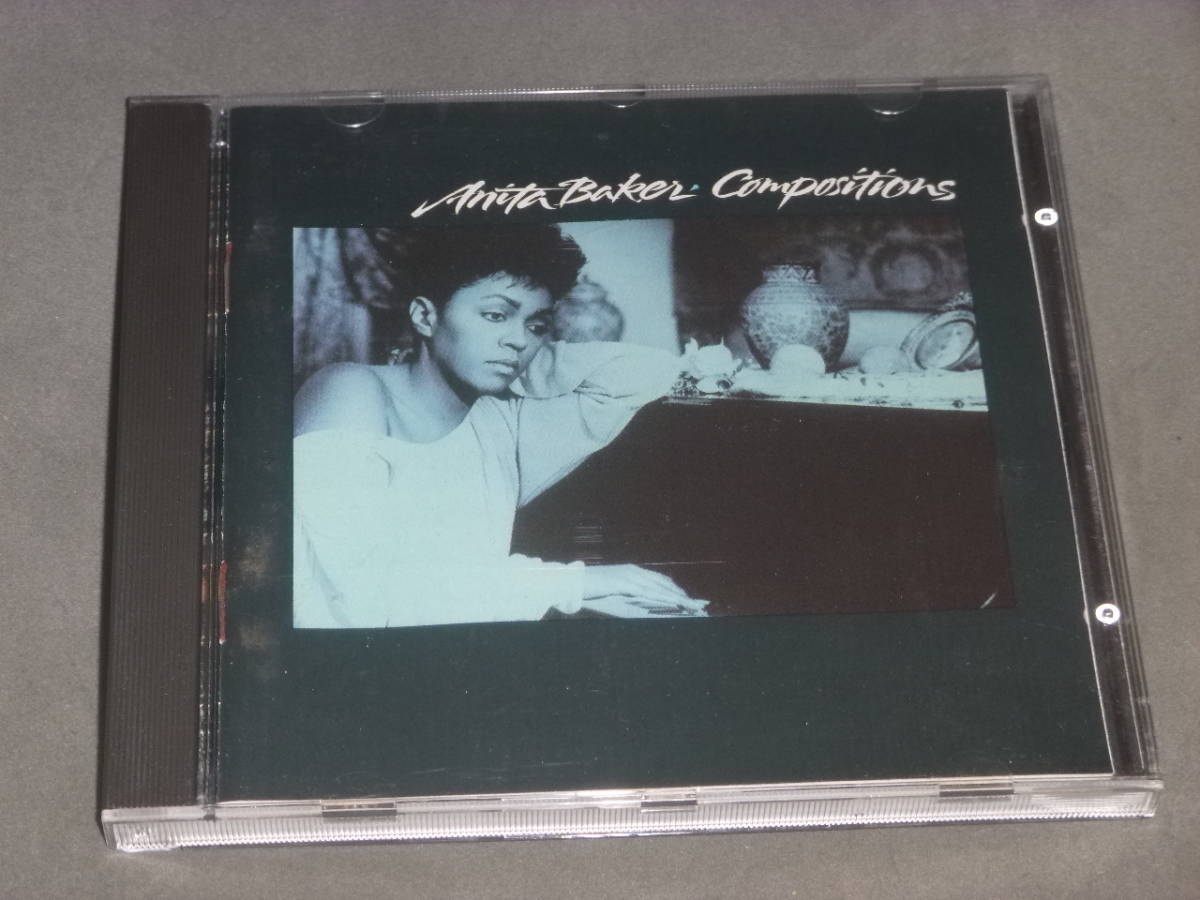 Anita Baker · Compositions